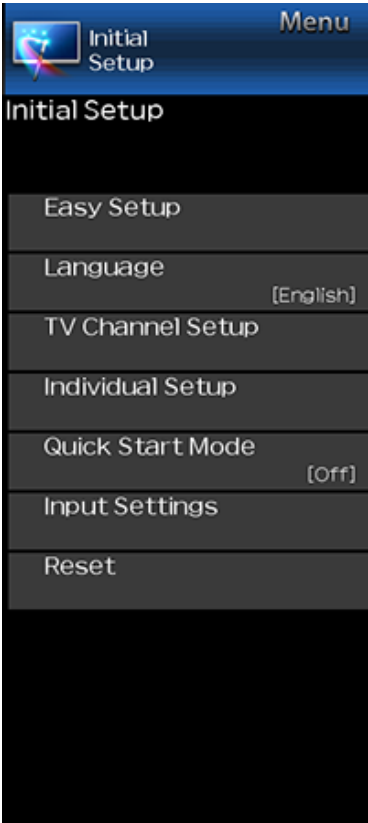 Menu
Initial
Setup
Initial Setup
Easy Setup
Language
[English]
TV Channel Setup
Individual Setup
Quick Start Mode
[Off]
Input Settings
Reset